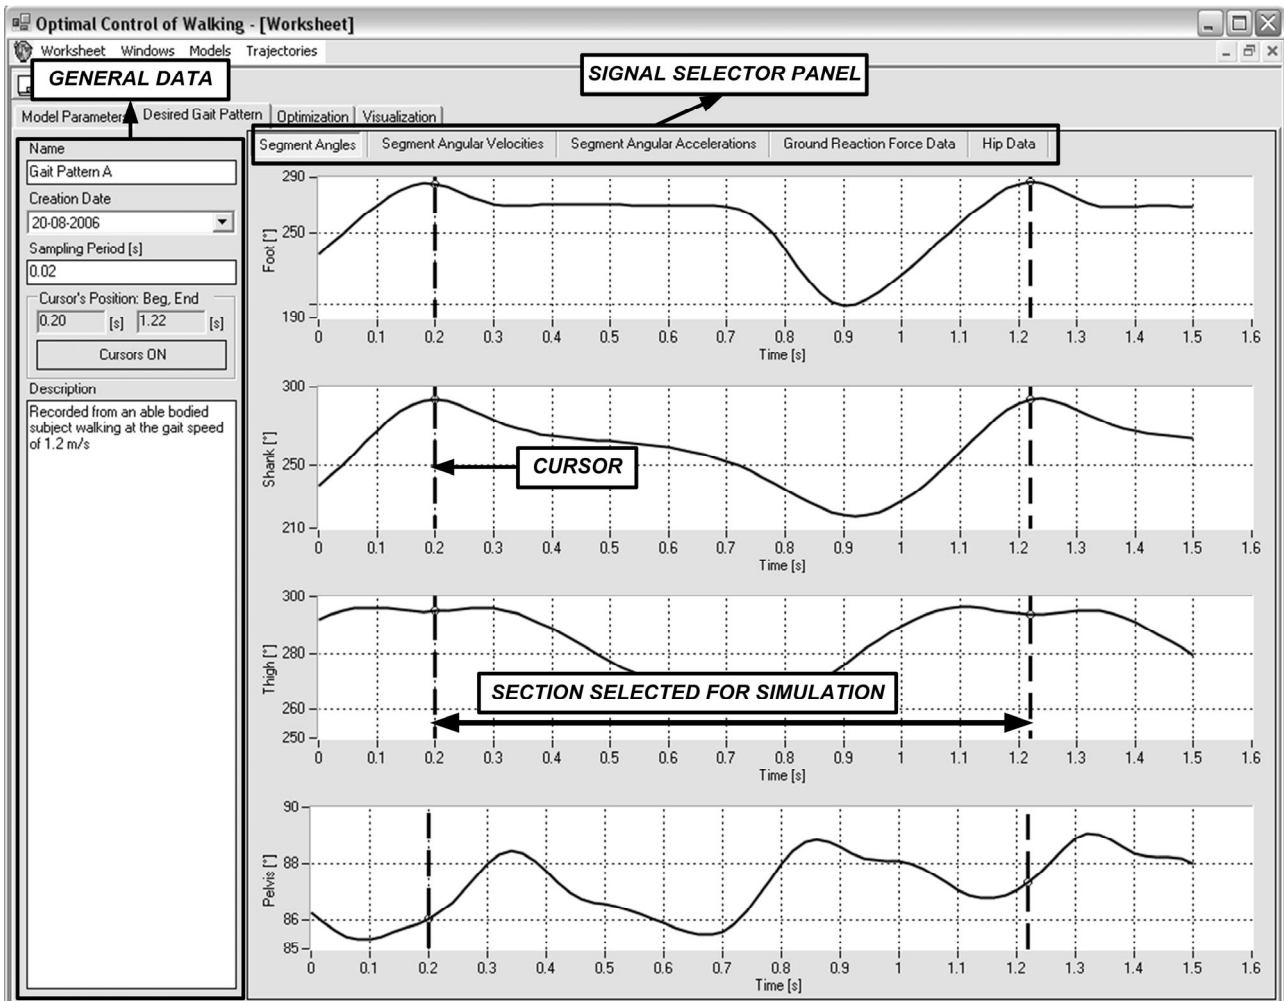 Optimal Control of Walking - [Worksheet]
Worksheet Windows Models Trajectories
GENERAL DATA
SIGNAL SELECTOR PANEL
Model Parameters Desired Gait Pattern Optimization Visualization
Name
Gait Pattern A
Creation Date
20-08-2006
Sampling Period [s]
0.02
Cursor's Position: Beg, End
0.20 [s] 1.22 [s]
Cursors ON
Description
Recorded from an able bodied
subject walking at the gait speed
of 1.2 m/s
Segment Angles Segment Angular Velocities Segment Angular Accelerations Ground Reaction Force Data Hip Data
290
250
190
Foot [°]
0 0.1 0.2 0.3 0.4 0.5 0.6 0.7 0.8 0.9 1 1.1 1.2 1.3 1.4 1.5 1.6
Time [s]
300
250
210
Shank [°]
CURSOR
0 0.1 0.2 0.3 0.4 0.5 0.6 0.7 0.8 0.9 1 1.1 1.2 1.3 1.4 1.5 1.6
Time [s]
300
280
260
250
Thigh [°]
SECTION SELECTED FOR SIMULATION
0 0.1 0.2 0.3 0.4 0.5 0.6 0.7 0.8 0.9 1 1.1 1.2 1.3 1.4 1.5 1.6
Time [s]
90
88
86
85
Pelvis [°]
0 0.1 0.2 0.3 0.4 0.5 0.6 0.7 0.8 0.9 1 1.1 1.2 1.3 1.4 1.5 1.6
Time [s]